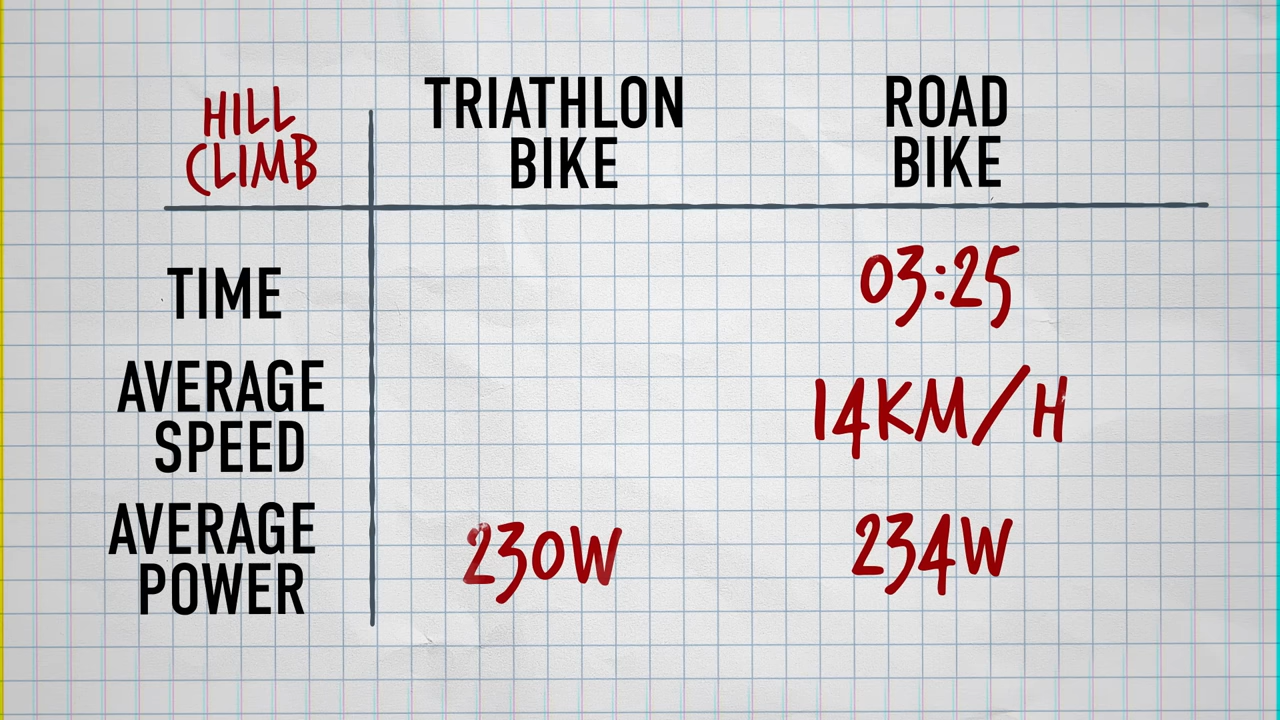 HILL
CLIMB
TRIATHLON
BIKE
ROAD
BIKE
TIME
03:25
AVERAGE
SPEED
14KM/H
AVERAGE
POWER
230W
234W